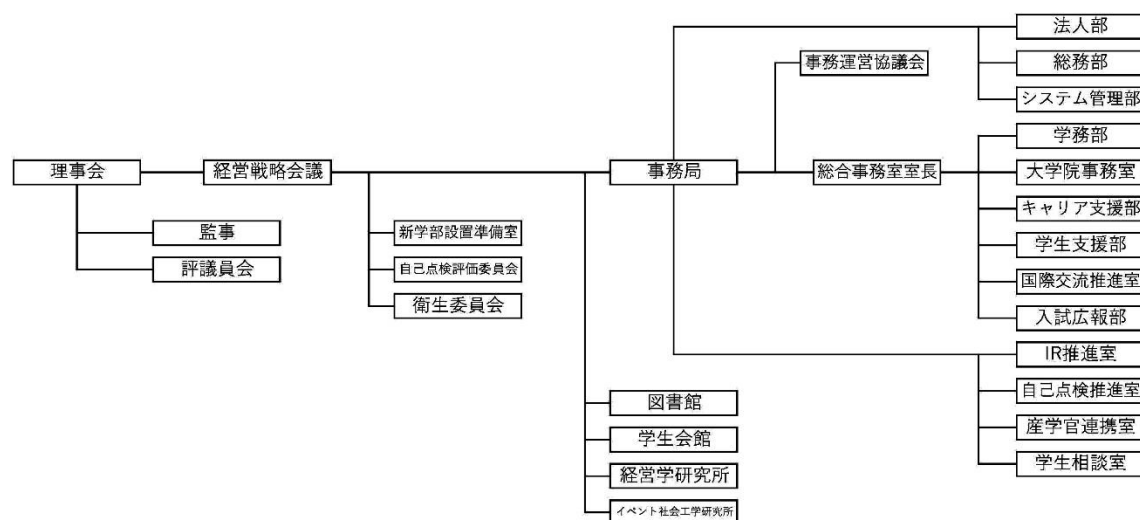 法人部
事務運営協議会
総務部
システム管理部
学務部
理事会
経営戦略会議
事務局
総合事務室室長
大学院事務室
キャリア支援部
監事
新学部設置準備室
学生支援部
評議員会
自己点検評価委員会
国際交流推進室
衛生委員会
入試広報部
IR推進室
自己点検推進室
図書館
産学官連携室
学生会館
学生相談室
経営学研究所
イベント社会工学研究所